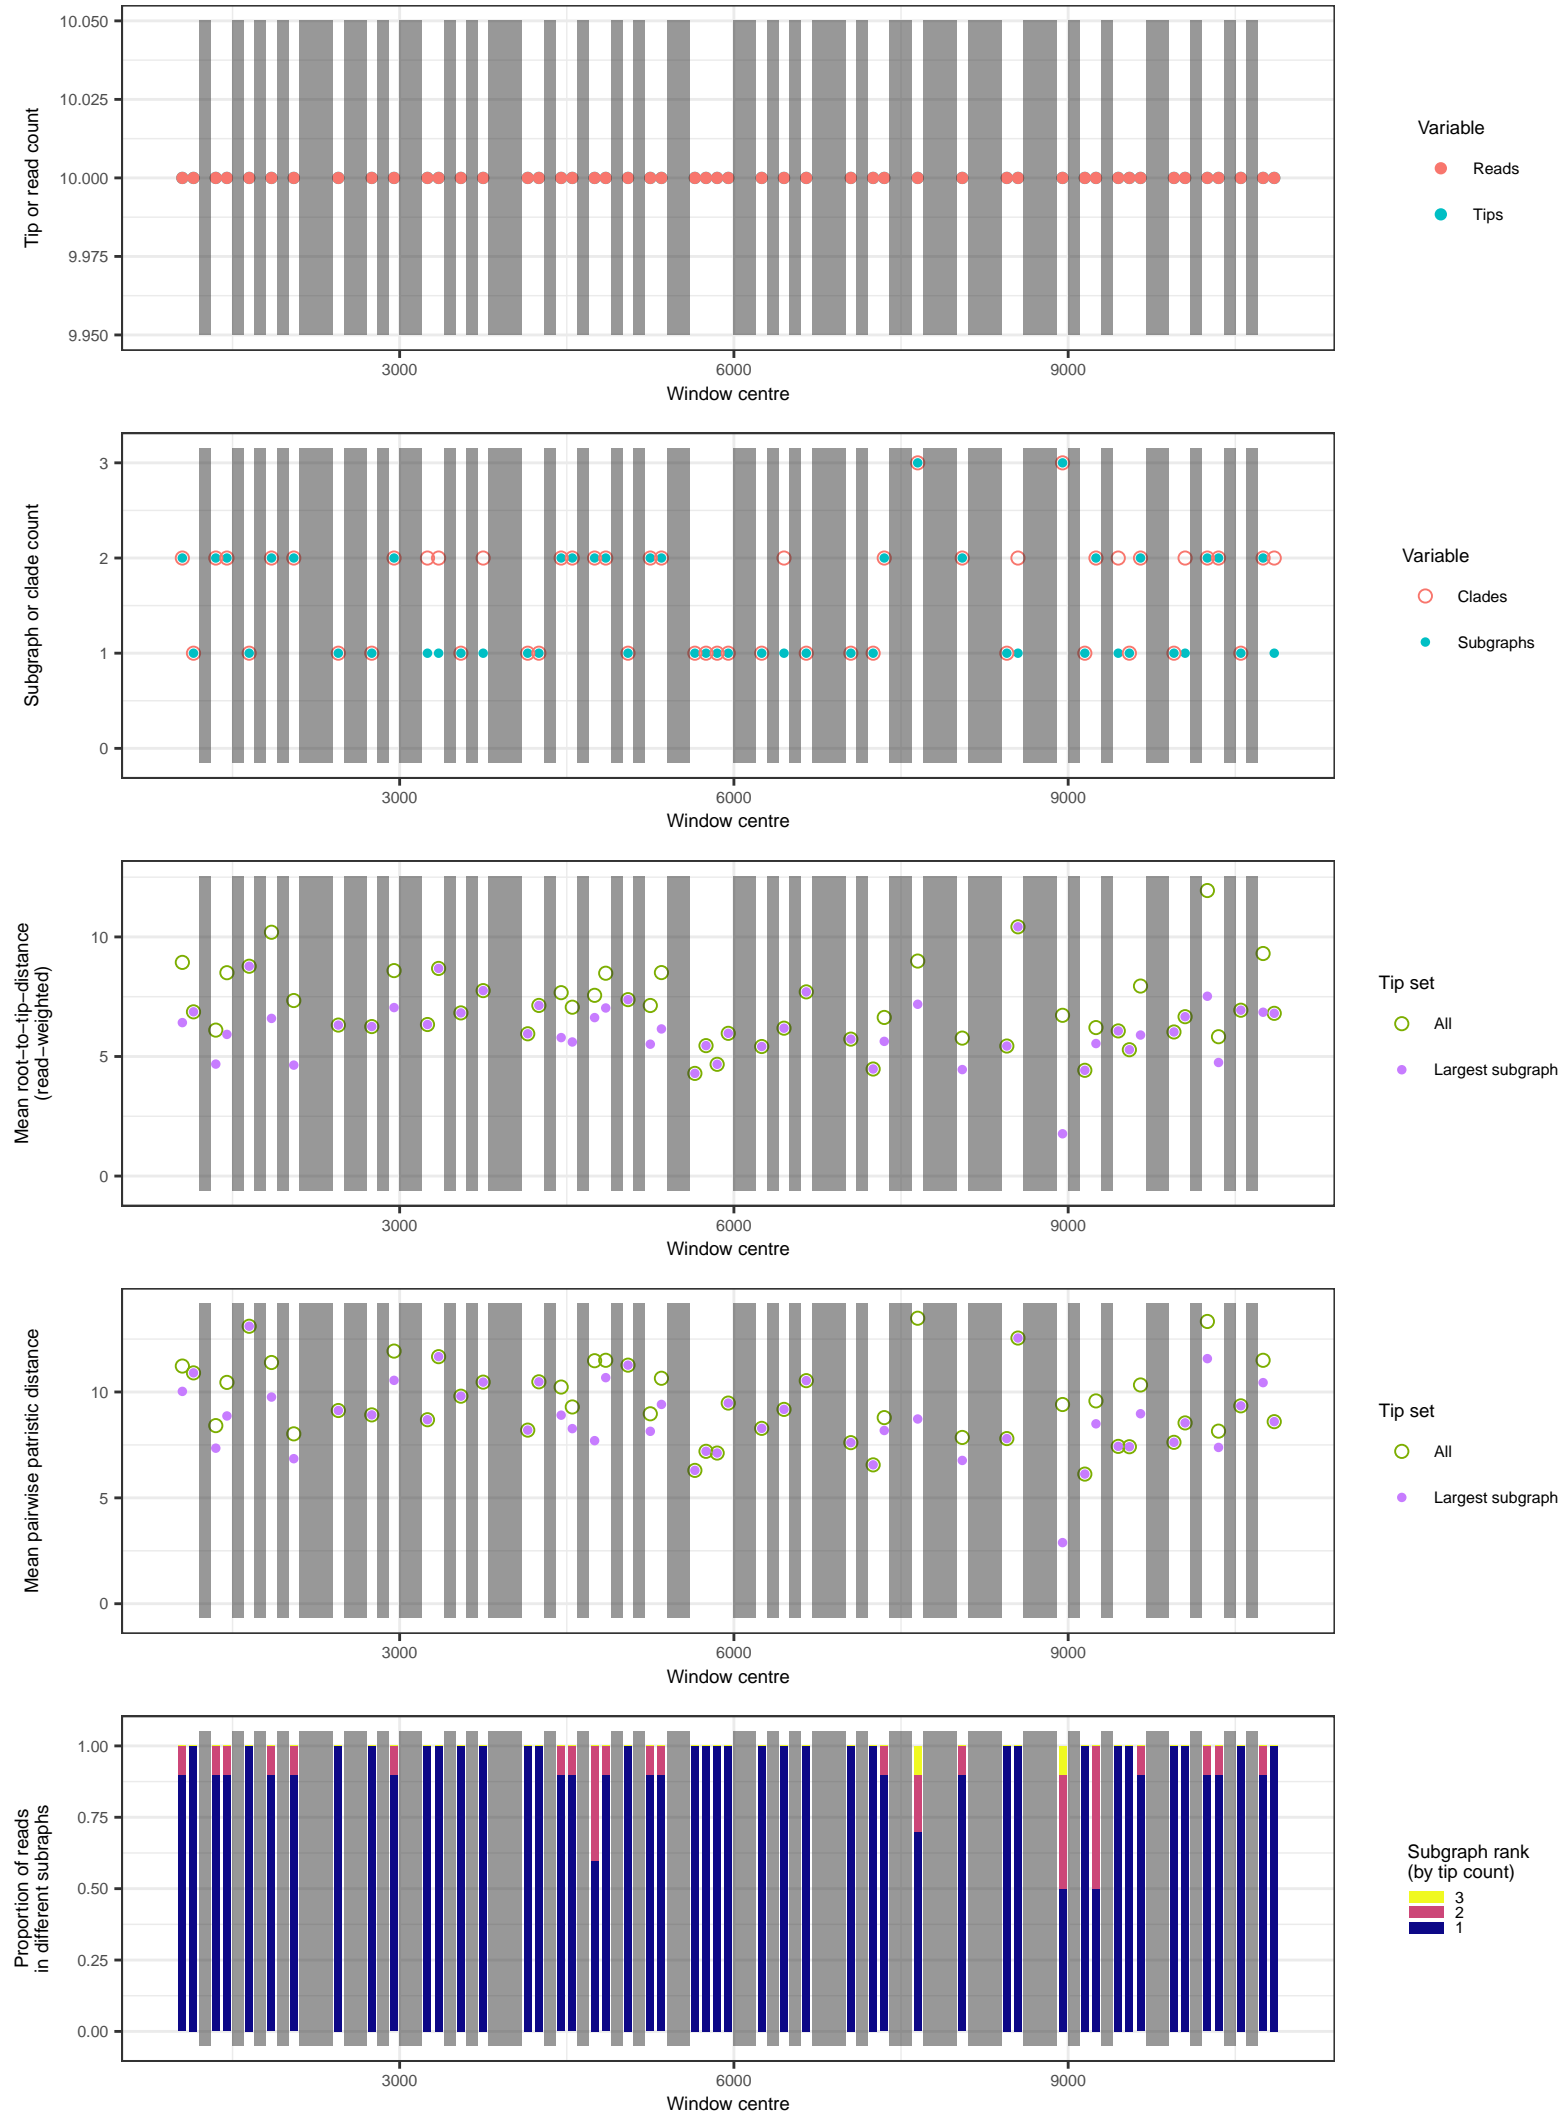 10.050
10.025
10.000
9.975
9.950
Tip or read count
3000
6000
9000
Window centre
Variable
Reads
Tips
3
2
1
0
Subgraph or clade count
3000
6000
9000
Window centre
Variable
Clades
Subgraphs
10
5
0
Mean root−to−tip−distance
(read−weighted)
3000
6000
9000
Window centre
Tip set
All
Largest subgraph
10
5
0
Mean pairwise patristic distance
3000
6000
9000
Window centre
Tip set
All
Largest subgraph
1.00
0.75
0.50
0.25
0.00
Proportion of reads
in different subraphs
3000
6000
9000
Window centre
Subgraph rank
(by tip count)
3
2
1